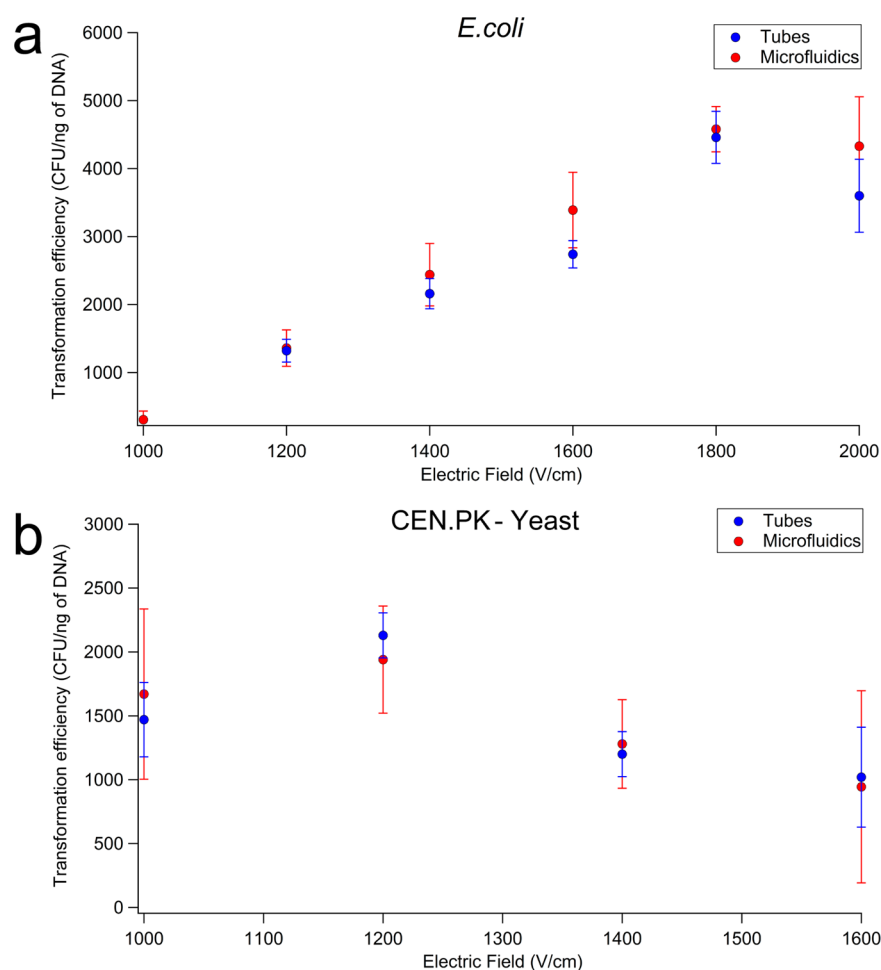 a
E.coli
Tubes
Microfluidics
Transformation efficiency (CFU/ng of DNA)
6000
5000
4000
3000
2000
1000
1000 1200 1400 1600 1800 2000
Electric Field (V/cm)
b
CEN.PK - Yeast
Tubes
Microfluidics
Transformation efficiency (CFU/ng of DNA)
3000
2500
2000
1500
1000
500
0
1000 1100 1200 1300 1400 1500 1600
Electric Field (V/cm)